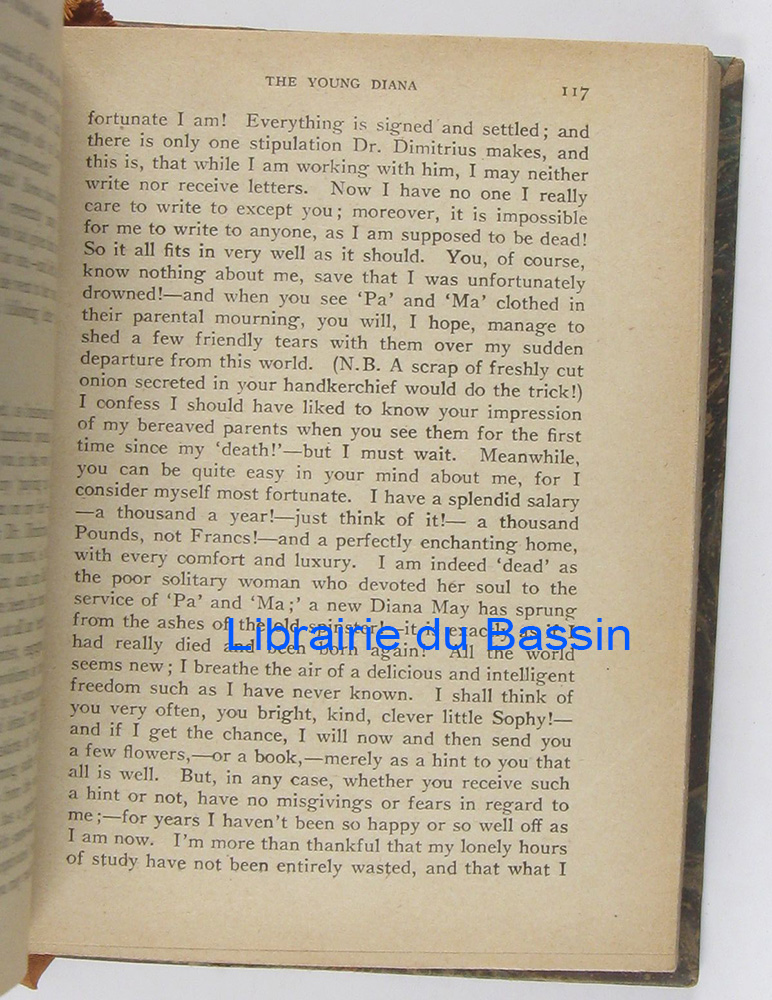 THE YOUNG DIANA 117
fortunate I am! Everything is signed and settled; and
there is only one stipulation Dr. Dimitrius makes, and
this is, that while I am working with him, I may neither
write nor receive letters. Now I have no one I really
care to write to except you; moreover, it is impossible
for me to write to anyone, as I am supposed to be dead!
So it all fits in very well as it should. You, of course,
know nothing about me, save that I was unfortunately
drowned!—and when you see ‘Pa’ and ‘Ma’ clothed in
their parental mourning, you will, I hope, manage to
shed a few friendly tears with them over my sudden
departure from this world. (N.B. A scrap of freshly cut
onion secreted in your handkerchief would do the trick!)
I confess I should have liked to know your impression
of my bereaved parents when you see them for the first
time since my ‘death!’—but I must wait. Meanwhile,
you can be quite easy in your mind about me, for I
consider myself most fortunate. I have a splendid salary
—a thousand a year!—just think of it!— a thousand
Pounds, not Francs!—and a perfectly enchanting home,
with every comfort and luxury. I am indeed ‘dead’ as
the poor solitary woman who devoted her soul to the
service of ‘Pa’ and ‘Ma;’ a new Diana May has sprung
from the ashes of the old spinster!—it is exactly as if I
had really died and been born again! All the world
seems new; I breathe the air of a delicious and intelligent
freedom such as I have never known. I shall think of
you very often, you bright, kind, clever little Sophy!—
and if I get the chance, I will now and then send you
a few flowers,—or a book,—merely as a hint to you that
all is well. But, in any case, whether you receive such
a hint or not, have no misgivings or fears in regard to
me;—for years I haven't been so happy or so well off as
I am now. I'm more than thankful that my lonely hours
of study have not been entirely wasted, and that what I
Librairie du Bassin